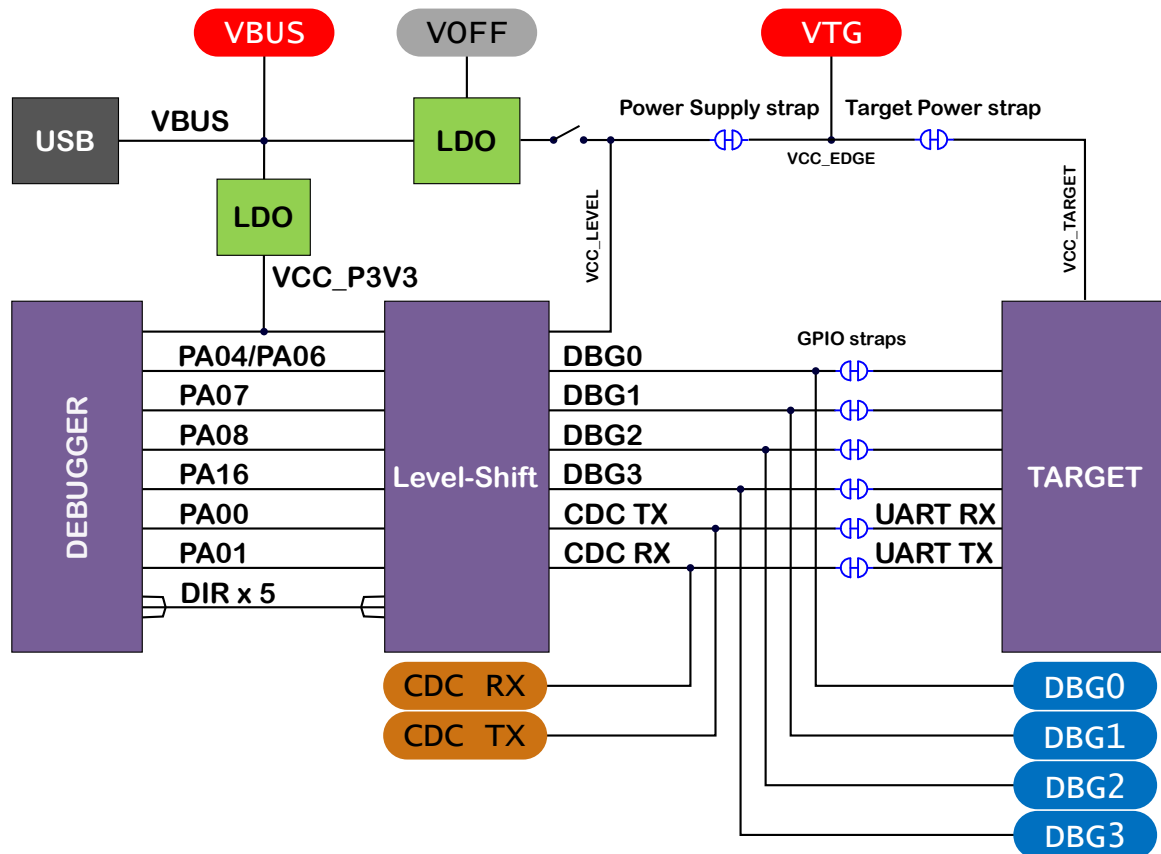 VBUS
VOFF
VTG
USB
VBUS
LDO
Power Supply strap
Target Power strap
VCC_EDGE
LDO
VCC_LEVEL
VCC_TARGET
VCC_P3V3
DEBUGGER
PA04/PA06
PA07
PA08
PA16
PA00
PA01
DIR x 5
Level-Shift
DBG0
DBG1
DBG2
DBG3
CDC TX
CDC RX
GPIO straps
UART RX
UART TX
TARGET
CDC RX
CDC TX
DBG0
DBG1
DBG2
DBG3